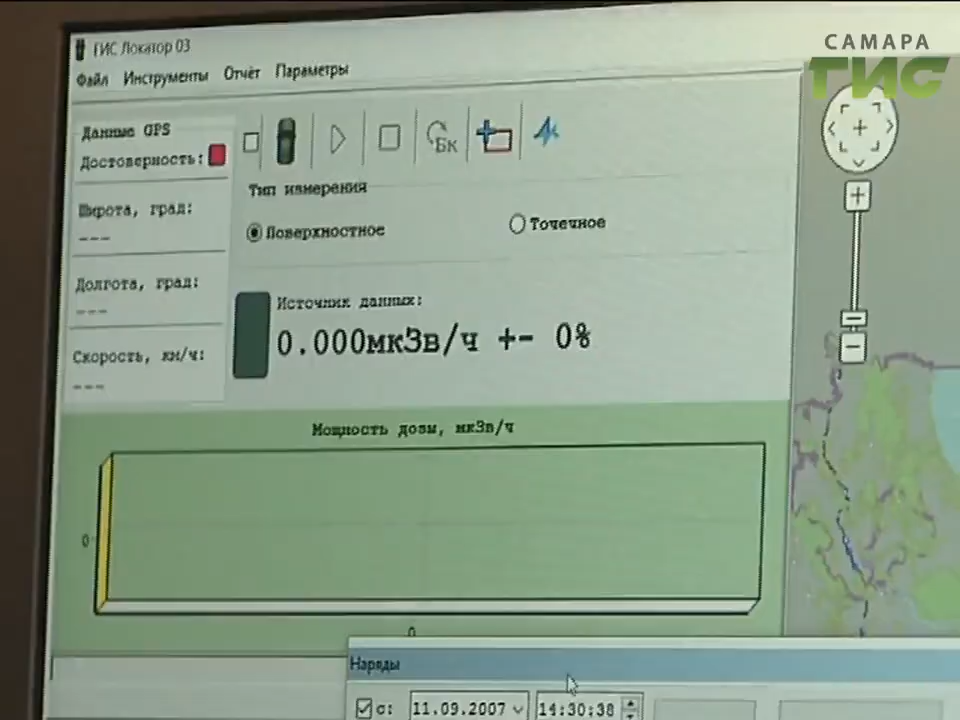 ГИС Локатор 03
САМАРА
ГИС
Файл Инструменты Отчёт Параметры
Данные GPS
Достоверность:
Бк
Тип измерения
Широта, град:
---
Поверхностное
Точечное
Долгота, град:
---
Источник данных:
0.000мкЗв/ч +- 0%
Скорость, км/ч:
---
Мощность дозы, мкЗв/ч
0
0
Наряды
с:
11.09.2007
14:30:38